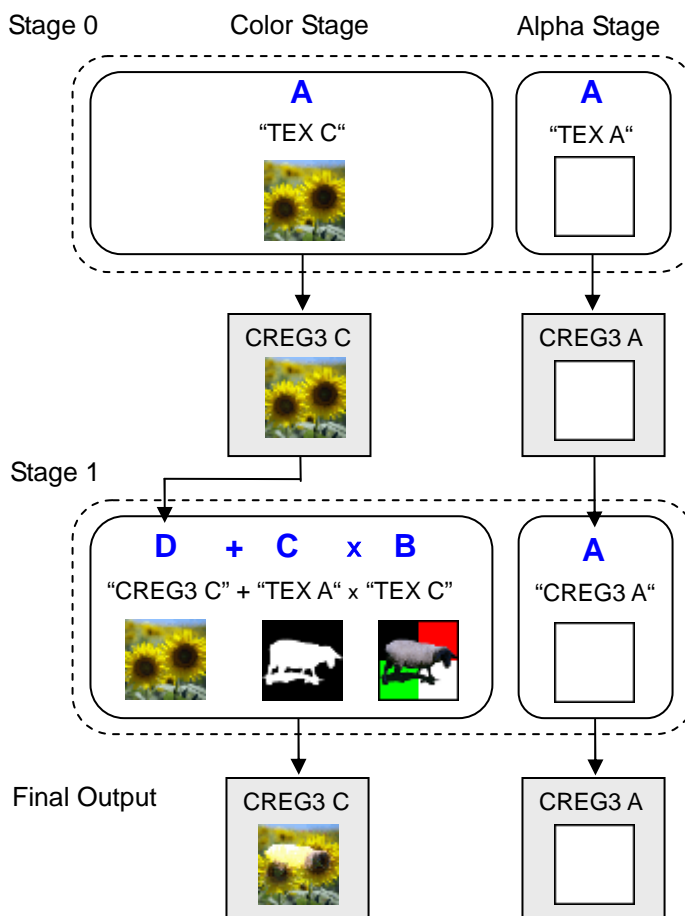 Stage 0 Color Stage Alpha Stage
A A
“TEX C“ “TEX A“
CREG3 C CREG3 A
Stage 1
D + C x B A
“CREG3 C” + “TEX A“ x “TEX C” “CREG3 A“
Final Output CREG3 C CREG3 A